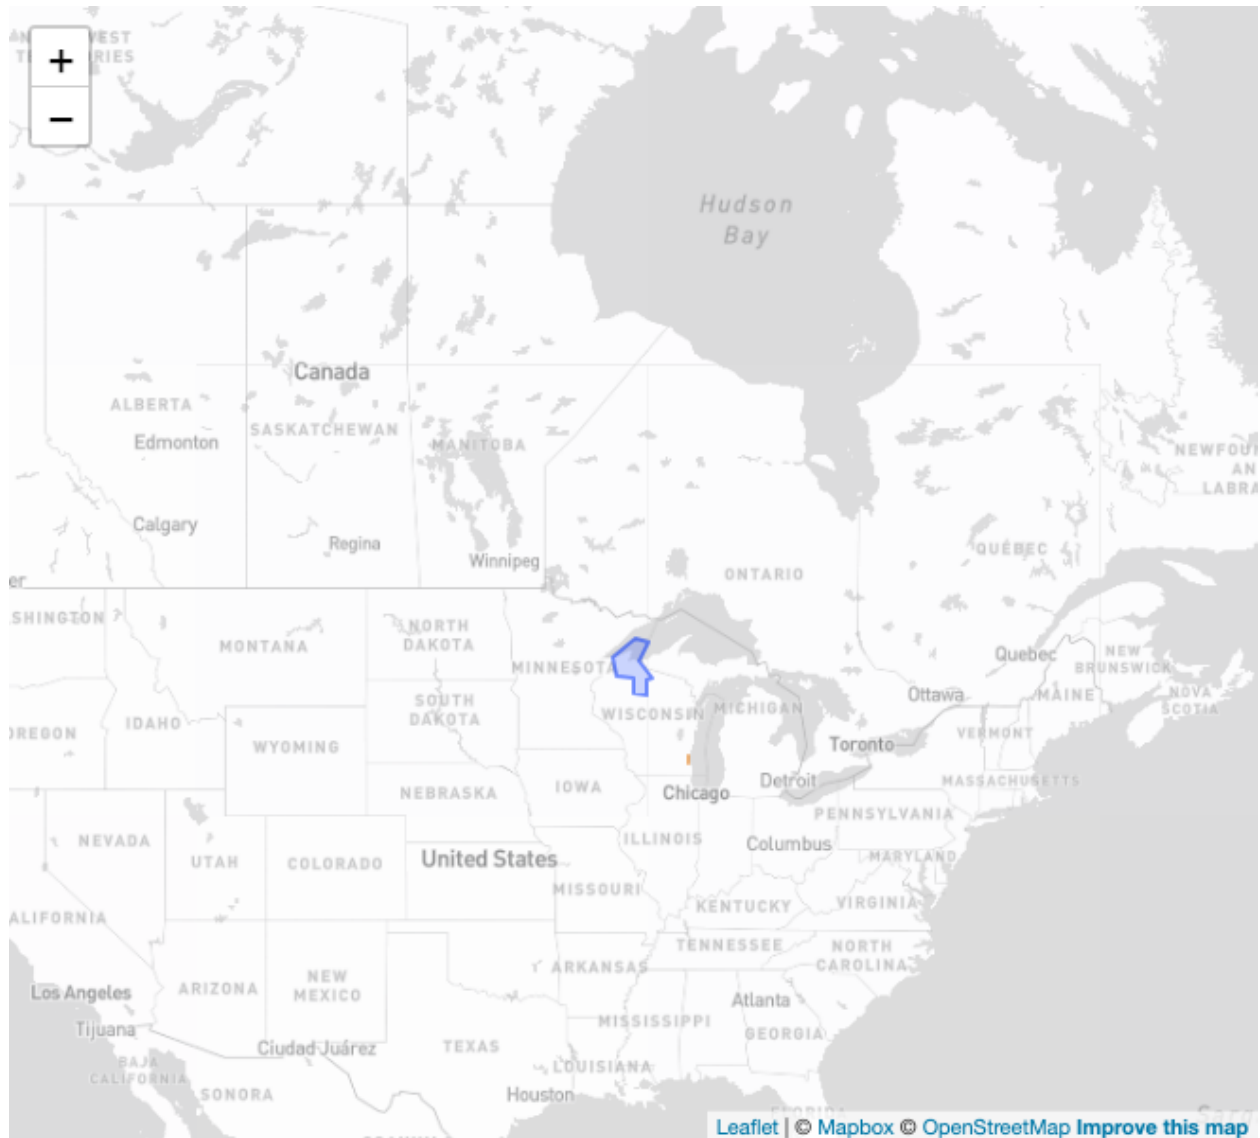 +
−
Hudson
Bay
Canada
ALBERTA
Edmonton
SASKATCHEWAN
MANITOBA
Calgary
Regina
Winnipeg
ONTARIO
QUÉBEC
MONTANA
NORTH
DAKOTA
MINNESOTA
Quebec
NEW
BRUNSWICK
IDAHO
SOUTH
DAKOTA
WISCONSIN
MICHIGAN
Ottawa
MAINE
NOVA
SCOTIA
WYOMING
Toronto
VERMONT
NEBRASKA
IOWA
Chicago
Detroit
MASSACHUSETTS
NEVADA
UTAH
COLORADO
United States
ILLINOIS
Columbus
PENNSYLVANIA
MARYLAND
MISSOURI
KENTUCKY
VIRGINIA
TENNESSEE
NORTH
CAROLINA
Los Angeles
ARIZONA
NEW
MEXICO
ARKANSAS
Atlanta
Tijuana
Ciudad Juárez
TEXAS
MISSISSIPPI
GEORGIA
BAJA
CALIFORNIA
SONORA
LOUISIANA
Houston
Leaflet | © Mapbox © OpenStreetMap Improve this map